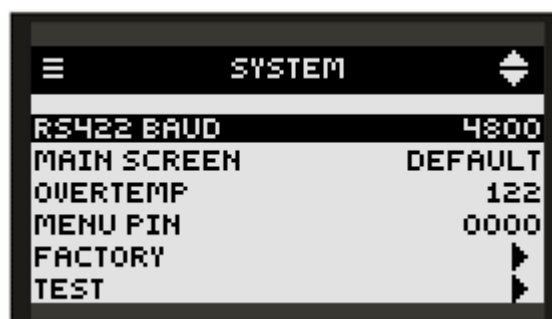 SYSTEM
RS422 BAUD 4800
MAIN SCREEN DEFAULT
OVERTEMP 122
MENU PIN 0000
FACTORY
TEST